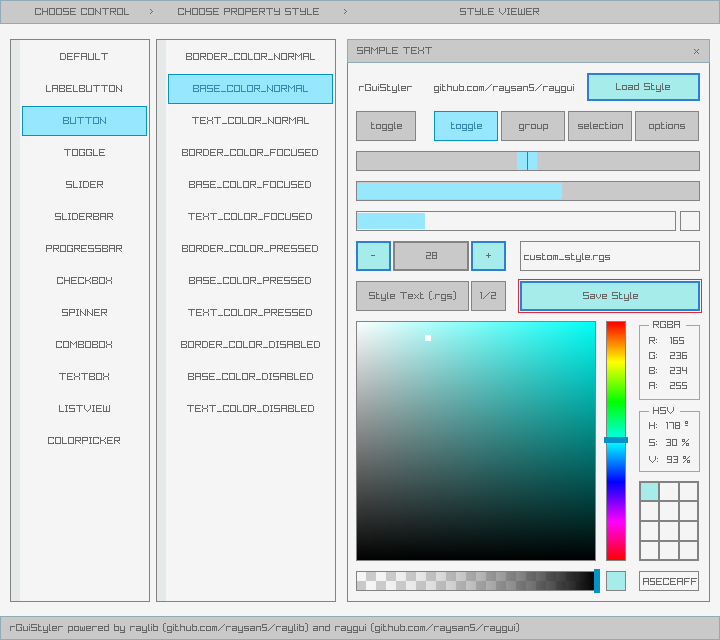 CHOOSE CONTROL > CHOOSE PROPERTY STYLE > STYLE VIEWER
DEFAULT
LABELBUTTON
BUTTON
TOGGLE
SLIDER
SLIDERBAR
PROGRESSBAR
CHECKBOX
SPINNER
COMBOBOX
TEXTBOX
LISTVIEW
COLORPICKER
BORDER_COLOR_NORMAL
BASE_COLOR_NORMAL
TEXT_COLOR_NORMAL
BORDER_COLOR_FOCUSED
BASE_COLOR_FOCUSED
TEXT_COLOR_FOCUSED
BORDER_COLOR_PRESSED
BASE_COLOR_PRESSED
TEXT_COLOR_PRESSED
BORDER_COLOR_DISABLED
BASE_COLOR_DISABLED
TEXT_COLOR_DISABLED
SAMPLE TEXT x
rGuiStyler github.com/raysan5/raygui Load Style
toggle toggle group selection options
- 28 + custom_style.rgs
Style Text (.rgs) 1/2 Save Style
RGBA
R: 165
G: 236
B: 234
A: 255
HSV
H: 178 º
S: 30 %
V: 93 %
A5ECEAFF
rGuiStyler powered by raylib (github.com/raysan5/raylib) and raygui (github.com/raysan5/raygui)